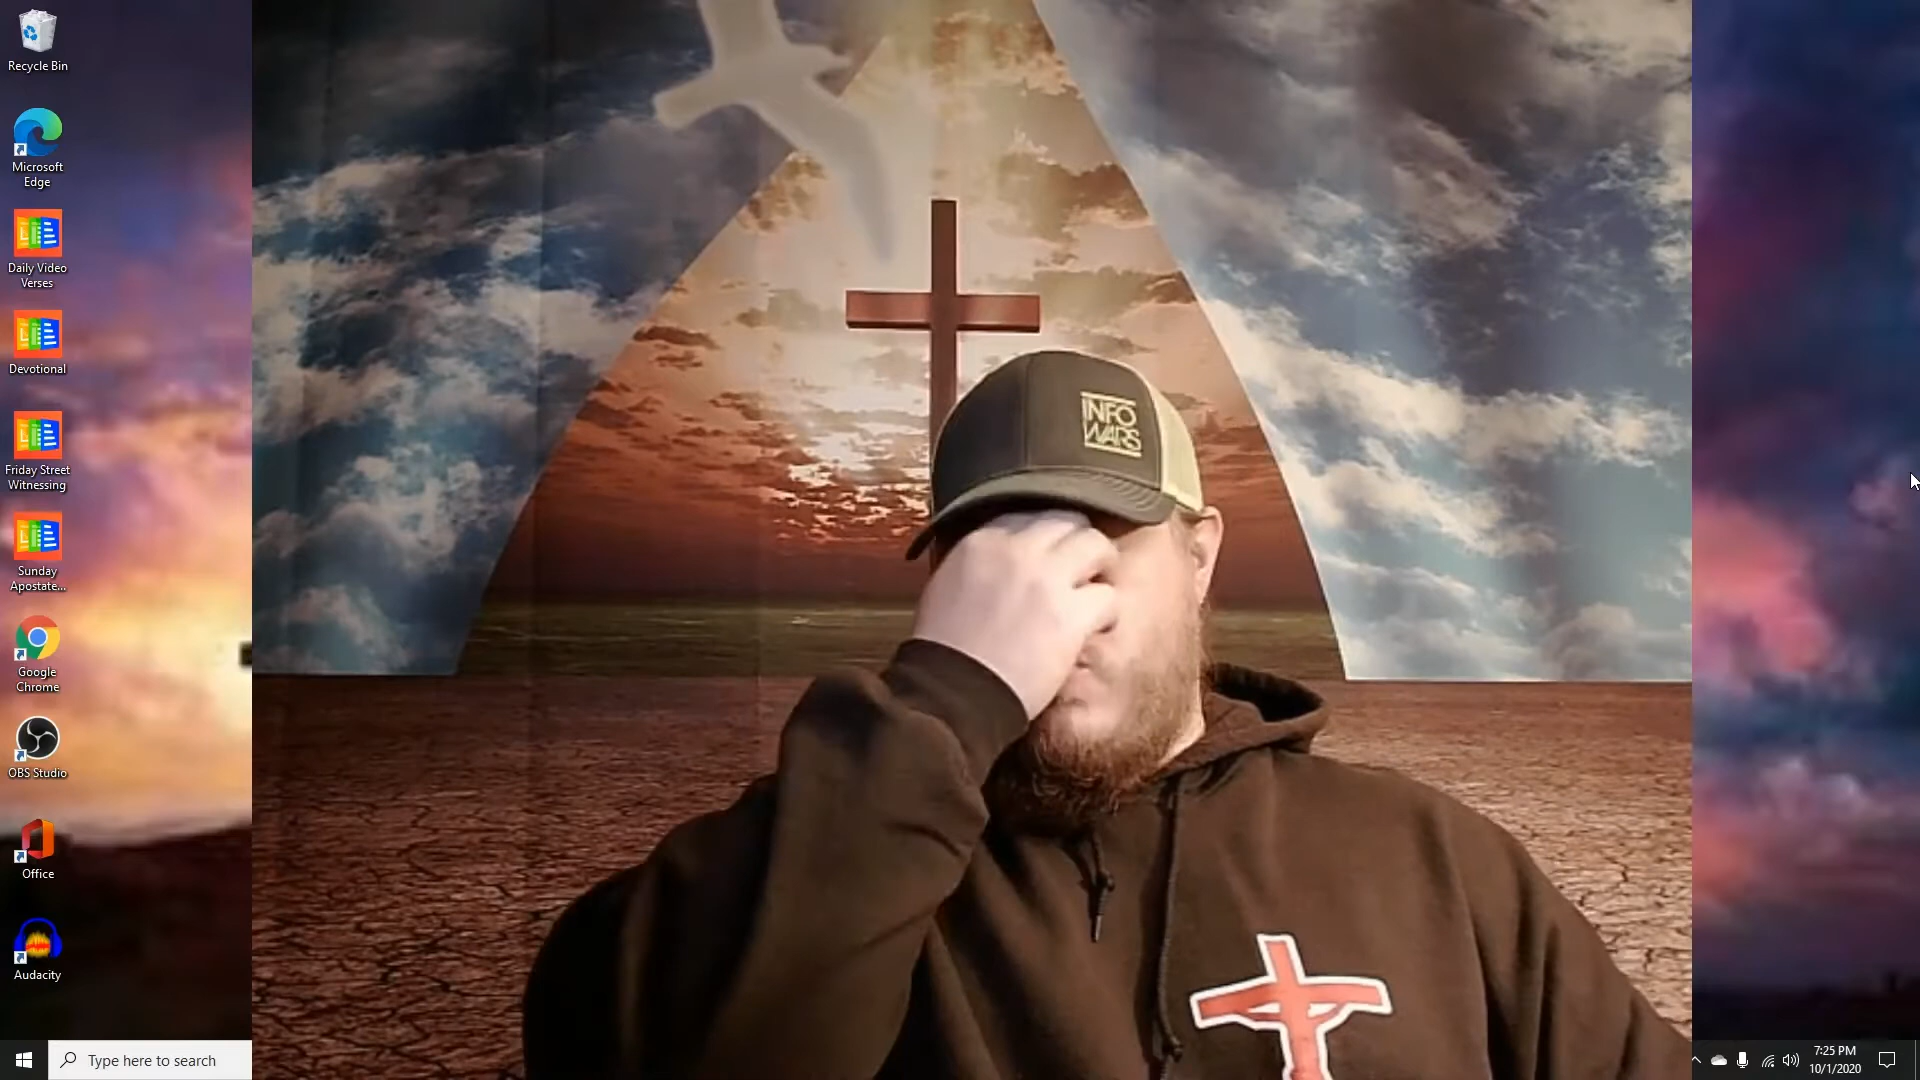 Recycle Bin
Microsoft
Edge
Daily Video
Verses
Devotional
Friday Street
Witnessing
Sunday
Apostate...
Google
Chrome
OBS Studio
Office
Audacity
INFO
WARS
Type here to search
7:25 PM
10/1/2020